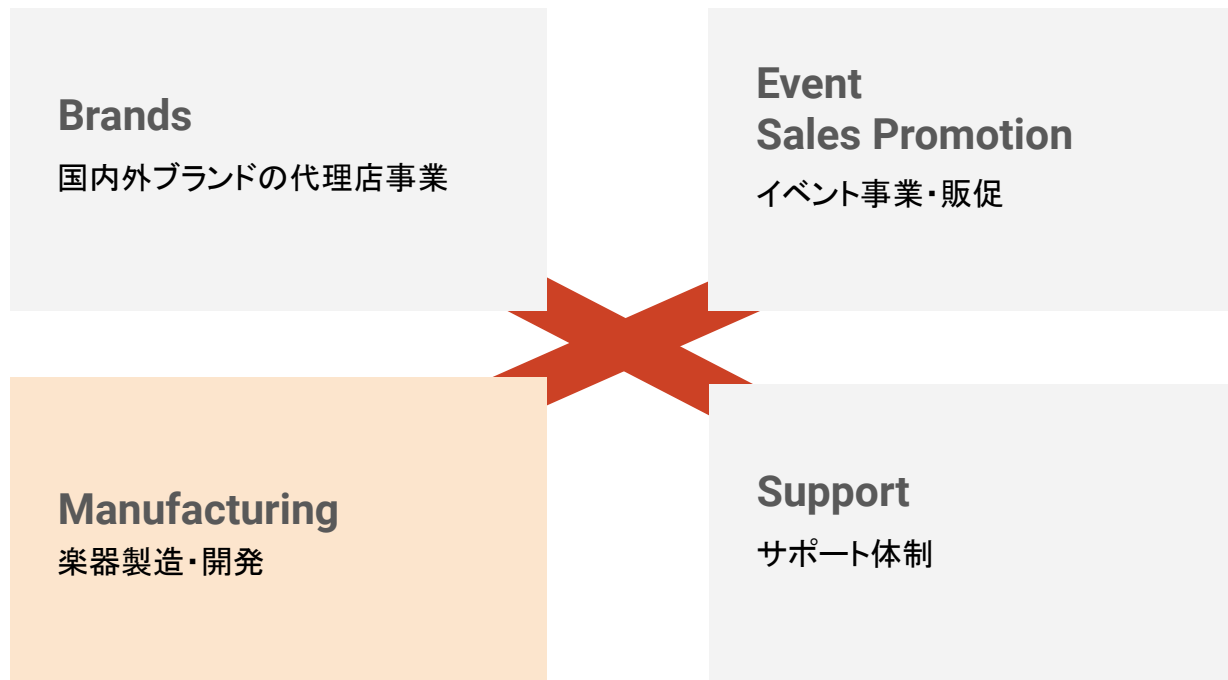 Brands
国内外ブランドの代理店事業
Event
Sales Promotion
イベント事業・販促
Manufacturing
楽器製造・開発
Support
サポート体制